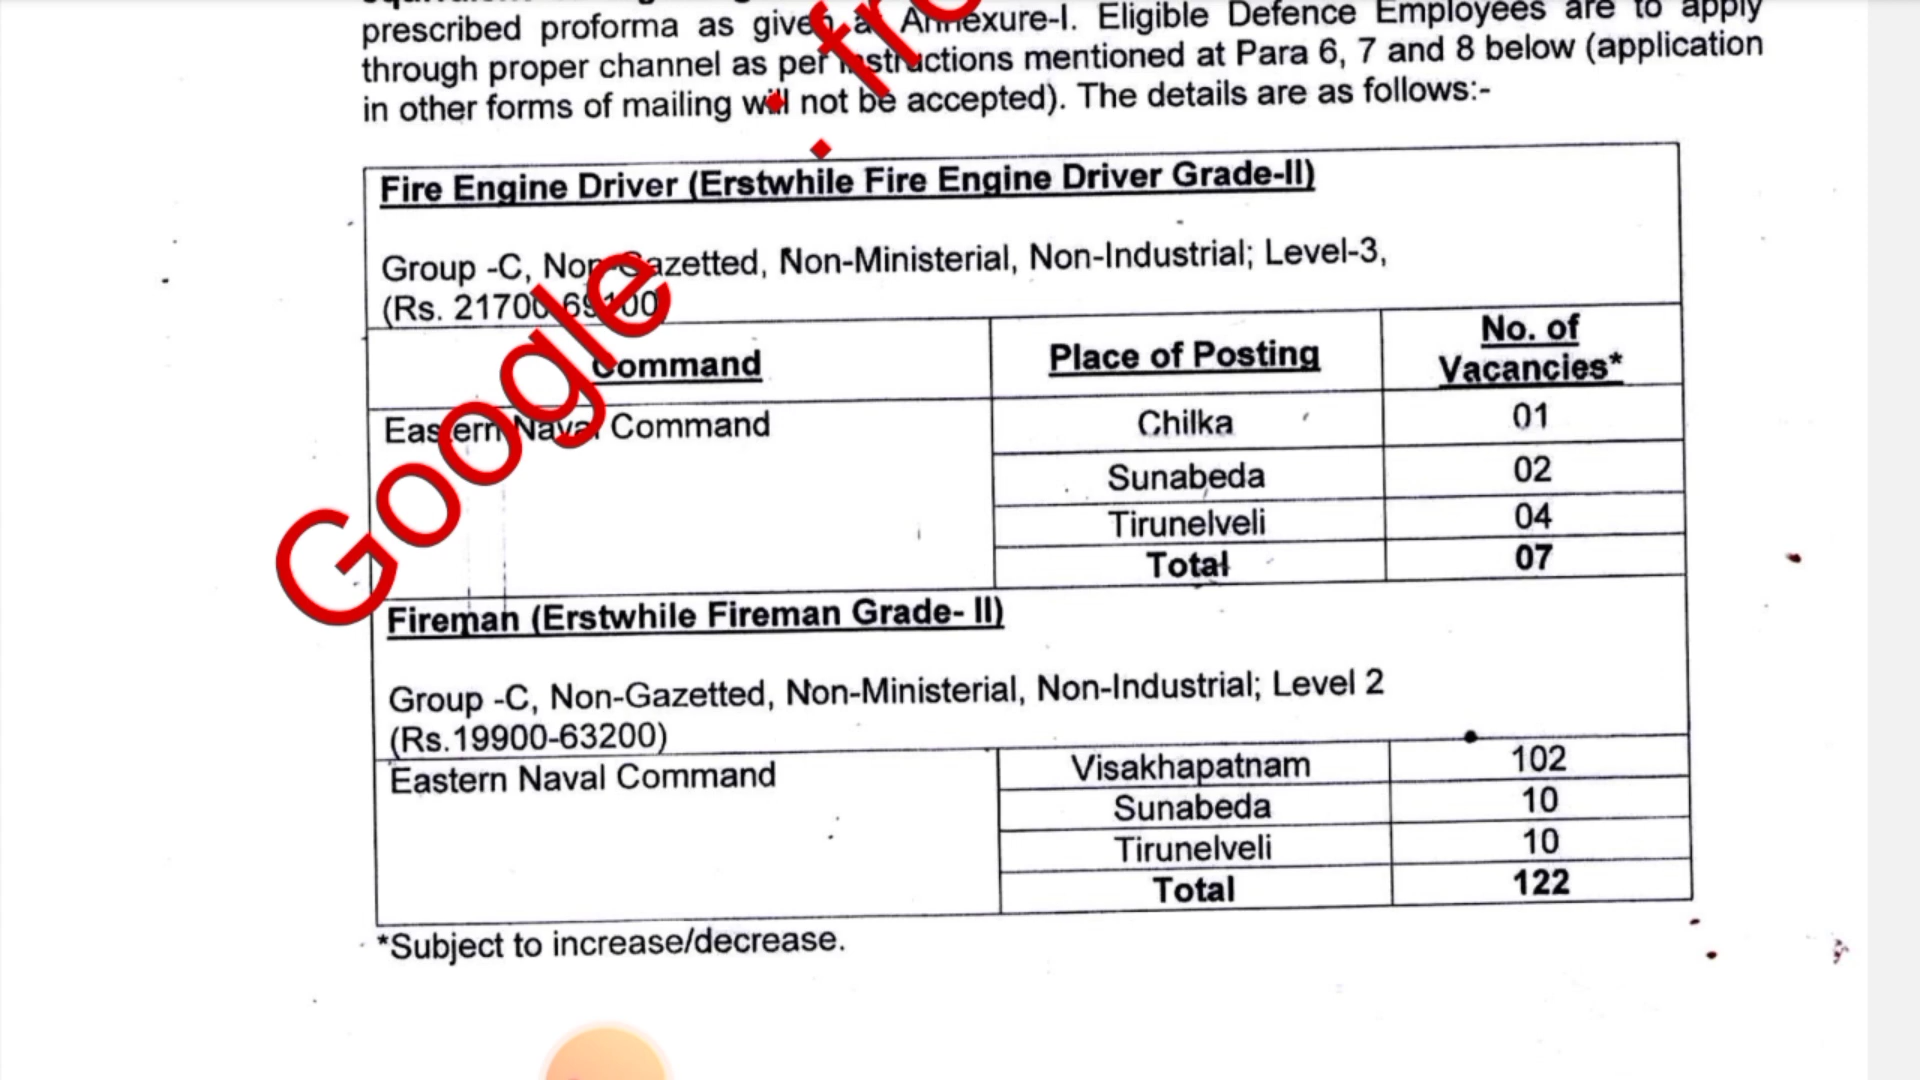 prescribed proforma as given Annexure-I. Eligible Defence Employees are to apply
through proper channel as per instructions mentioned at Para 6, 7 and 8 below (application
in other forms of mailing will not be accepted). The details are as follows:-
Fire Engine Driver (Erstwhile Fire Engine Driver Grade-II)
Group -C, Non-Gazetted, Non-Ministerial, Non-Industrial; Level-3,
(Rs. 21700-69100)
Command Place of Posting No. of Vacancies*
Eastern Naval Command Chilka 01
Sunabeda 02
Tirunelveli 04
Total 07
Fireman (Erstwhile Fireman Grade- II)
Group -C, Non-Gazetted, Non-Ministerial, Non-Industrial; Level 2
(Rs.19900-63200)
Eastern Naval Command Visakhapatnam 102
Sunabeda 10
Tirunelveli 10
Total 122
*Subject to increase/decrease.
Google